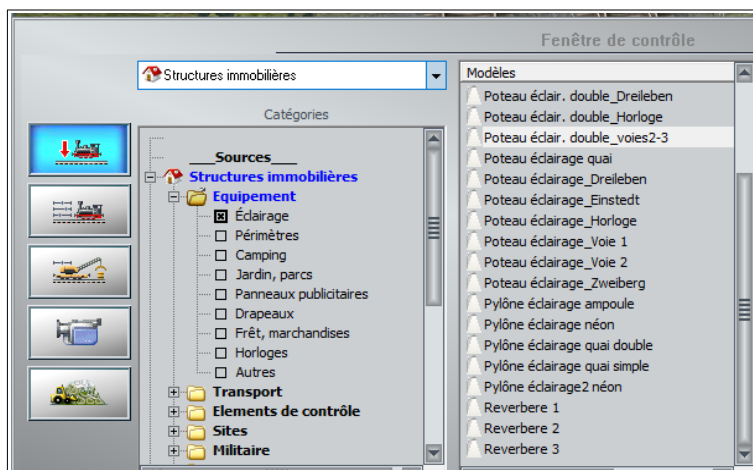 Fenêtre de contrôle
Structures immobilières
Catégories
___Sources___
Structures immobilières
Equipement
Éclairage
Périmètres
Camping
Jardin, parcs
Panneaux publicitaires
Drapeaux
Frêt, marchandises
Horloges
Autres
Transport
Elements de contrôle
Sites
Militaire
Modèles
Poteau éclair. double_Dreileben
Poteau éclair. double_Horloge
Poteau éclair. double_voies2-3
Poteau éclairage quai
Poteau éclairage_Dreileben
Poteau éclairage_Einstedt
Poteau éclairage_Horloge
Poteau éclairage_Voie 1
Poteau éclairage_Voie 2
Poteau éclairage_Zweiberg
Pylône éclairage ampoule
Pylône éclairage néon
Pylône éclairage quai double
Pylône éclairage quai simple
Pylône éclairage2 néon
Reverbere 1
Reverbere 2
Reverbere 3